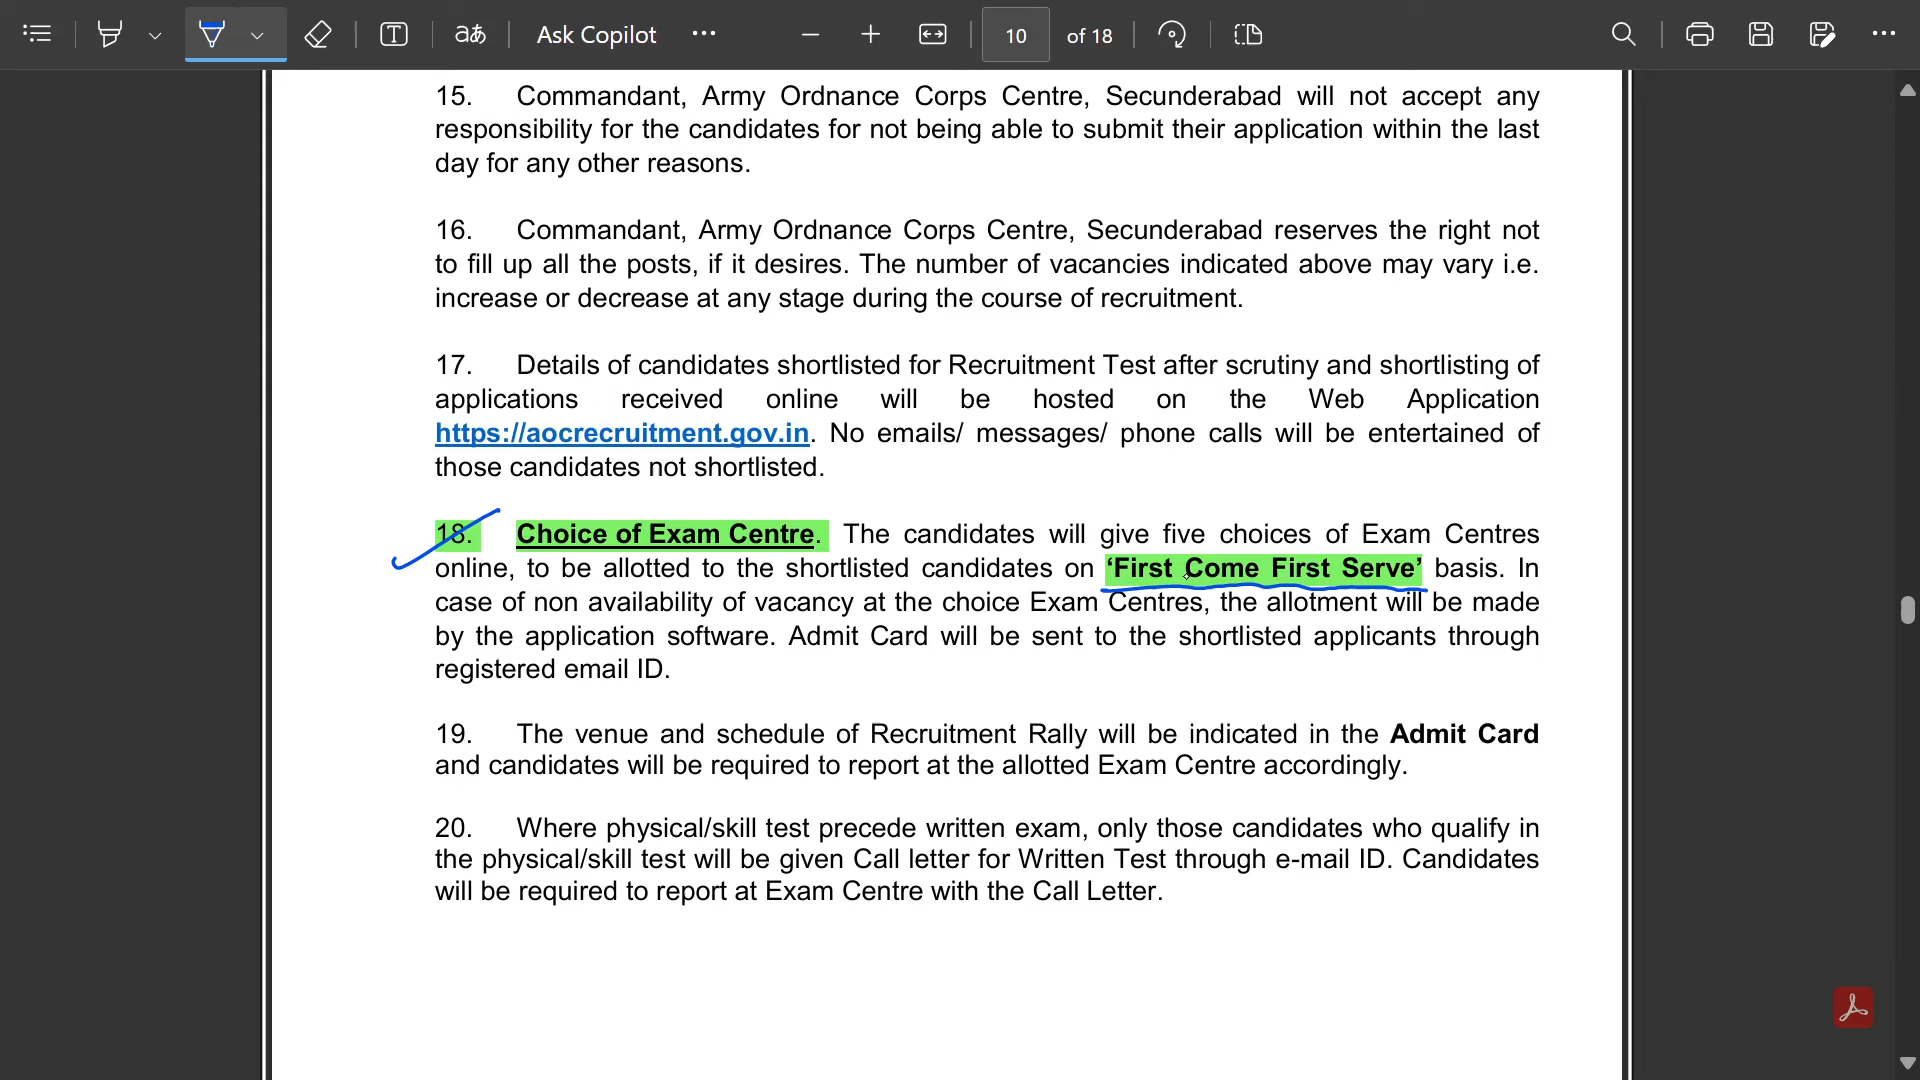 aあ
Ask Copilot
10
of 18
15. Commandant, Army Ordnance Corps Centre, Secunderabad will not accept any
responsibility for the candidates for not being able to submit their application within the last
day for any other reasons.
16. Commandant, Army Ordnance Corps Centre, Secunderabad reserves the right not
to fill up all the posts, if it desires. The number of vacancies indicated above may vary i.e.
increase or decrease at any stage during the course of recruitment.
17. Details of candidates shortlisted for Recruitment Test after scrutiny and shortlisting of
applications received online will be hosted on the Web Application
https://aocrecruitment.gov.in. No emails/ messages/ phone calls will be entertained of
those candidates not shortlisted.
18. Choice of Exam Centre. The candidates will give five choices of Exam Centres
online, to be allotted to the shortlisted candidates on ‘First Come First Serve’ basis. In
case of non availability of vacancy at the choice Exam Centres, the allotment will be made
by the application software. Admit Card will be sent to the shortlisted applicants through
registered email ID.
19. The venue and schedule of Recruitment Rally will be indicated in the Admit Card
and candidates will be required to report at the allotted Exam Centre accordingly.
20. Where physical/skill test precede written exam, only those candidates who qualify in
the physical/skill test will be given Call letter for Written Test through e-mail ID. Candidates
will be required to report at Exam Centre with the Call Letter.